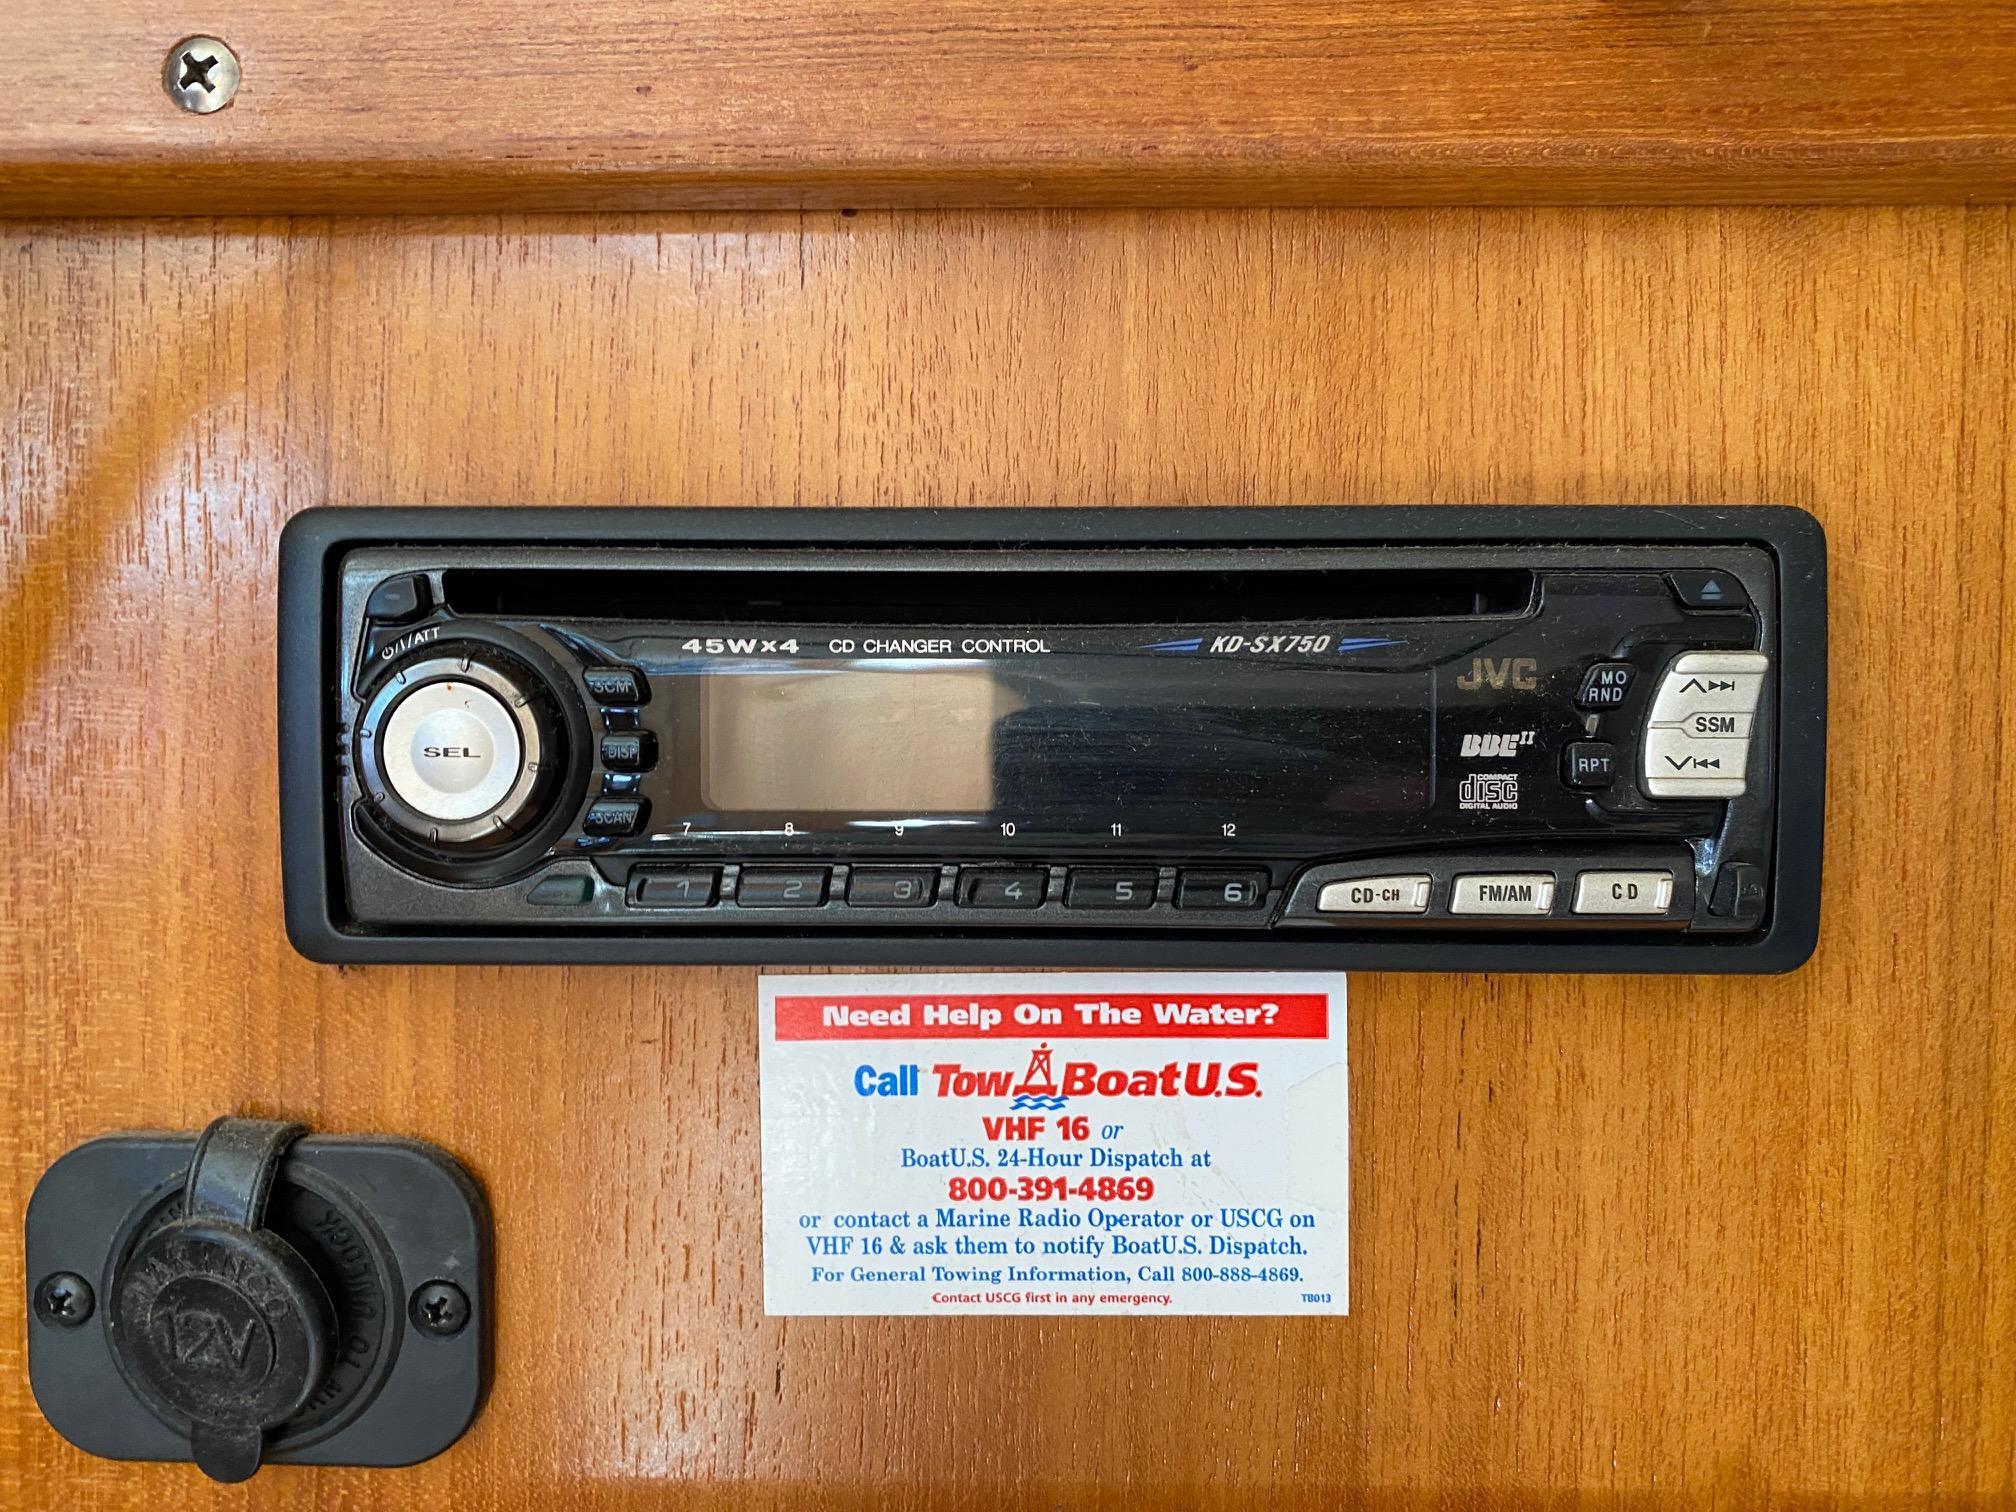 45Wx4 CD CHANGER CONTROL KD-SX750
⏻/I/ATT
JVC
MO
RND
SCM
SEL
DISP
SCAN
BBE II
COMPACT
disc
DIGITAL AUDIO
RPT
SSM
7 8 9 10 11 12
1 2 3 4 5 6
CD-CH FM/AM CD
Need Help On The Water?
Call TowBoatU.S.
VHF 16 or
BoatU.S. 24-Hour Dispatch at
800-391-4869
or contact a Marine Radio Operator or USCG on
VHF 16 & ask them to notify BoatU.S. Dispatch.
For General Towing Information, Call 800-888-4869.
Contact USCG first in any emergency.
TB013
MARINCO
12V
UNLOCK
TO